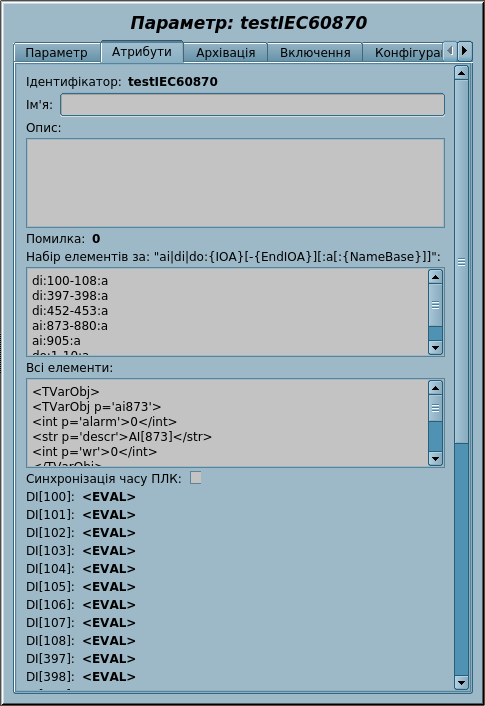 Параметр: testIEC60870
Параметр Атрибути Архівація Включення Конфігура
Ідентифікатор: testIEC60870
Ім'я:
Опис:
Помилка: 0
Набір елементів за: "ai|di|do:{IOA}[-{EndIOA}][:a[:{NameBase}]]":
di:100-108:a
di:397-398:a
di:452-453:a
ai:873-880:a
ai:905:a
do:1-10:a
Всі елементи:
<TVarObj>
<TVarObj p='ai873'>
<int p='alarm'>0</int>
<str p='descr'>AI[873]</str>
<int p='wr'>0</int>
</TVarObj>
Синхронізація часу ПЛК:
DI[100]: <EVAL>
DI[101]: <EVAL>
DI[102]: <EVAL>
DI[103]: <EVAL>
DI[104]: <EVAL>
DI[105]: <EVAL>
DI[106]: <EVAL>
DI[107]: <EVAL>
DI[108]: <EVAL>
DI[397]: <EVAL>
DI[398]: <EVAL>